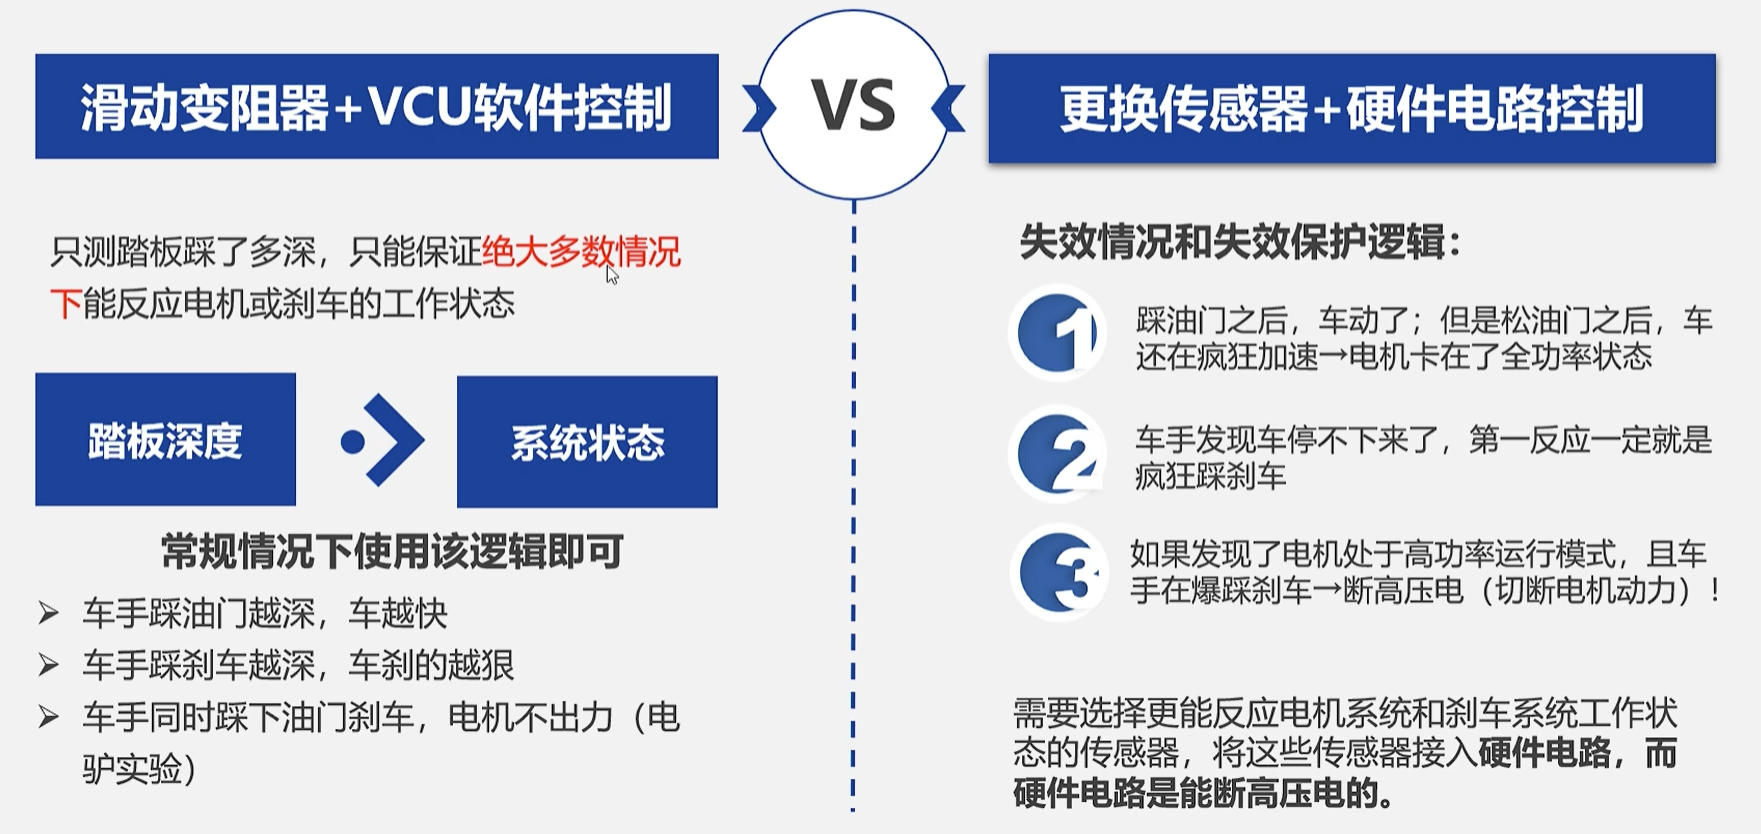 滑动变阻器+VCU软件控制
VS
更换传感器+硬件电路控制
只测踏板踩了多深，只能保证绝大多数情况
下能反应电机或刹车的工作状态
踏板深度
系统状态
常规情况下使用该逻辑即可
➢ 车手踩油门越深，车越快
➢ 车手踩刹车越深，车刹的越狠
➢ 车手同时踩下油门刹车，电机不出力（电
驴实验）
失效情况和失效保护逻辑：
1
踩油门之后，车动了；但是松油门之后，车
还在疯狂加速→电机卡在了全功率状态
2
车手发现车停不下来了，第一反应一定就是
疯狂踩刹车
3
如果发现了电机处于高功率运行模式，且车
手在爆踩刹车→断高压电（切断电机动力）！
需要选择更能反应电机系统和刹车系统工作状
态的传感器，将这些传感器接入硬件电路，而
硬件电路是能断高压电的。